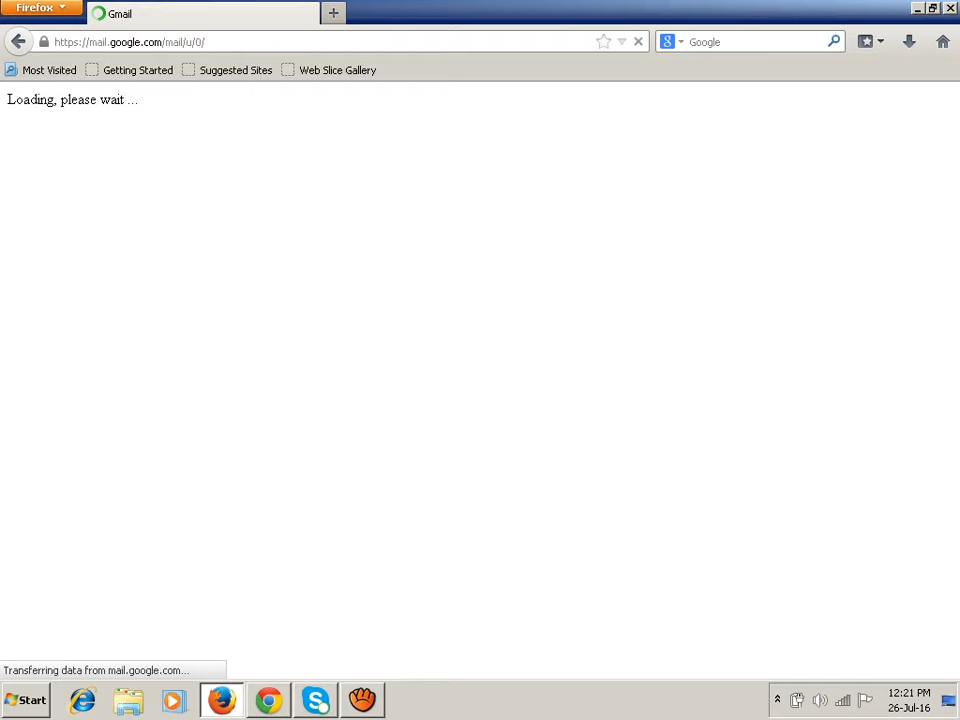 Firefox
Gmail
https://mail.google.com/mail/u/0/
Google
Most Visited
Getting Started
Suggested Sites
Web Slice Gallery
Loading, please wait ...
Transferring data from mail.google.com...
Start
12:21 PM
26-Jul-16